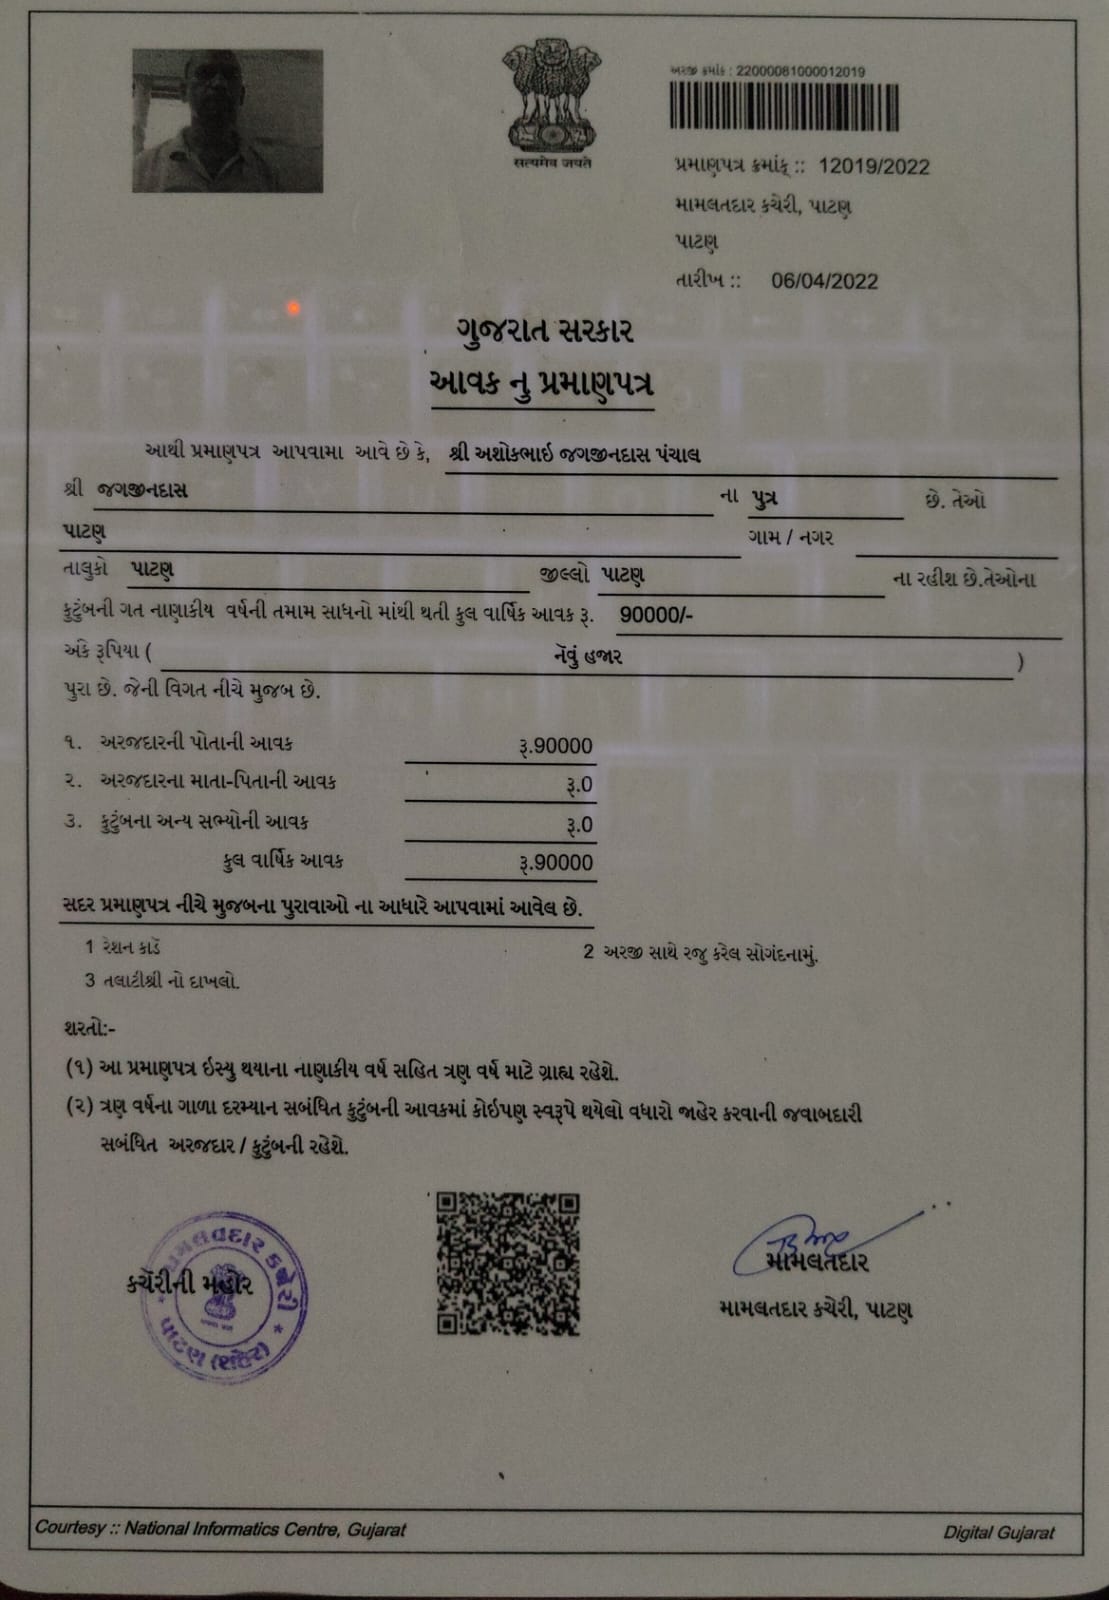 सत्यमेव जयते
અરજી ક્રમાંક : 22000081000012019
પ્રમાણપત્ર ક્રમાંક્ :: 12019/2022
મામલતદાર કચેરી, પાટણ
પાટણ
તારીખ :: 06/04/2022
ગુજરાત સરકાર
આવક નુ પ્રમાણપત્ર
આથી પ્રમાણપત્ર આપવામા આવે છે કે, શ્રી અશોકભાઇ જગજીનદાસ પંચાલ
શ્રી જગજીનદાસ ના પુત્ર છે. તેઓ
પાટણ ગામ / નગર
તાલુકો પાટણ જીલ્લો પાટણ ના રહીશ છે.તેઓના
કુટુંબની ગત નાણાકીય વર્ષની તમામ સાધનો માંથી થતી કુલ વાર્ષિક આવક રૂ. 90000/-
અંકે રૂપિયા ( નેવું હજાર )
પુરા છે. જેની વિગત નીચે મુજબ છે.
૧. અરજદારની પોતાની આવક રૂ.90000
૨. અરજદારના માતા-પિતાની આવક રૂ.0
૩. કુટુંબના અન્ય સભ્યોની આવક રૂ.0
કુલ વાર્ષિક આવક રૂ.90000
સદર પ્રમાણપત્ર નીચે મુજબના પુરાવાઓ ના આધારે આપવામાં આવેલ છે.
1 રેશન કાર્ડ 2 અરજી સાથે રજુ કરેલ સોગંદનામું.
3 તલાટીશ્રી નો દાખલો.
શરતો:-
(૧) આ પ્રમાણપત્ર ઇસ્યુ થયાના નાણાકીય વર્ષ સહિત ત્રણ વર્ષ માટે ગ્રાહ્ય રહેશે.
(૨) ત્રણ વર્ષના ગાળા દરમ્યાન સબંધિત કુટુંબની આવકમાં કોઇપણ સ્વરૂપે થયેલો વધારો જાહેર કરવાની જવાબદારી
સબંધિત અરજદાર / કુટુંબની રહેશે.
મામલતદાર કચેરી
કચેરીની મહોર
પાટણ (શહેર)
મામલતદાર
મામલતદાર કચેરી, પાટણ
Courtesy :: National Informatics Centre, Gujarat
Digital Gujarat